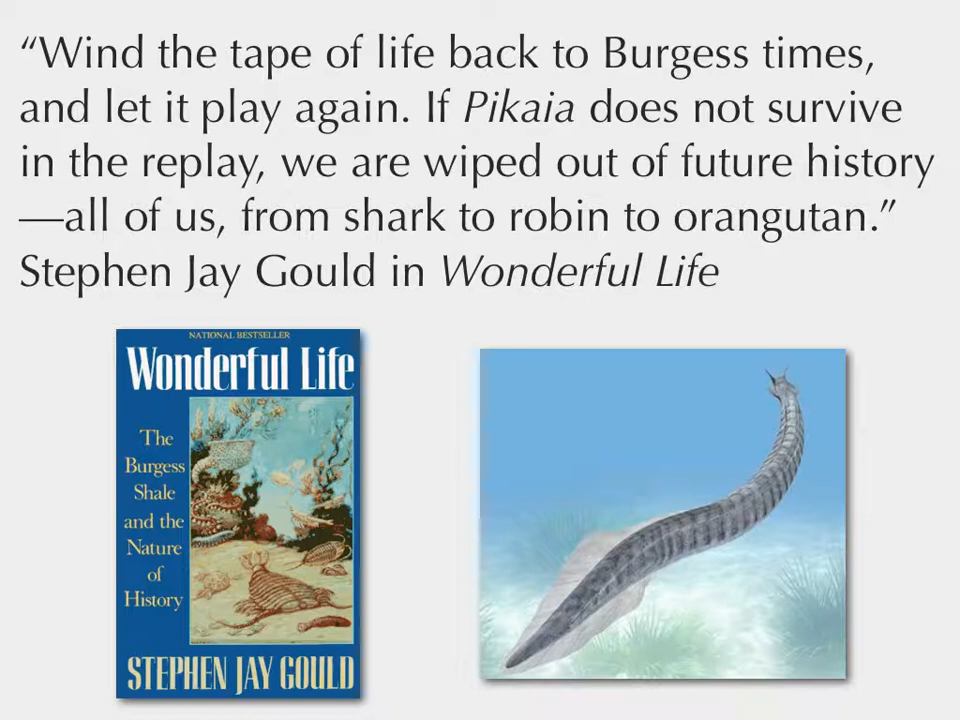 “Wind the tape of life back to Burgess times,
and let it play again. If Pikaia does not survive
in the replay, we are wiped out of future history
—all of us, from shark to robin to orangutan.”
Stephen Jay Gould in Wonderful Life
NATIONAL BESTSELLER
Wonderful Life
The
Burgess
Shale
and the
Nature
of
History
STEPHEN JAY GOULD